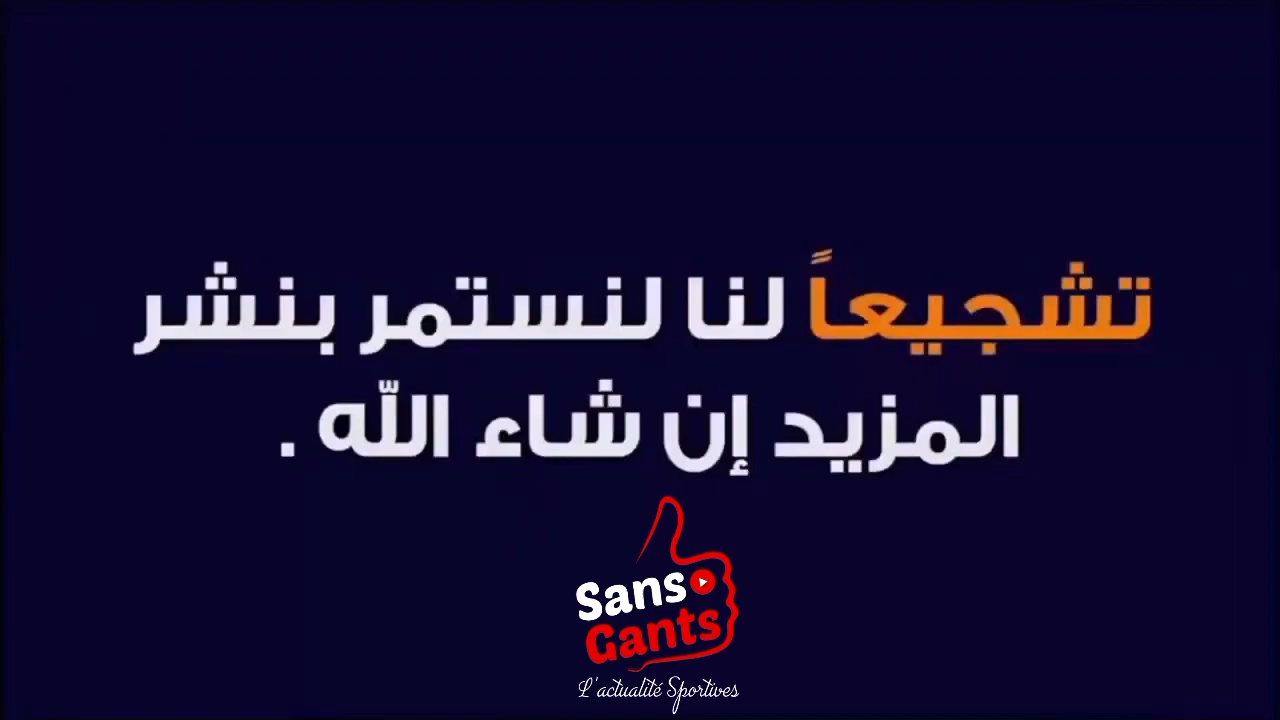 تشجيعاً لنا لنستمر بنشر
المزيد إن شاء اللّه .
Sans
Gants
L'actualité Sportives